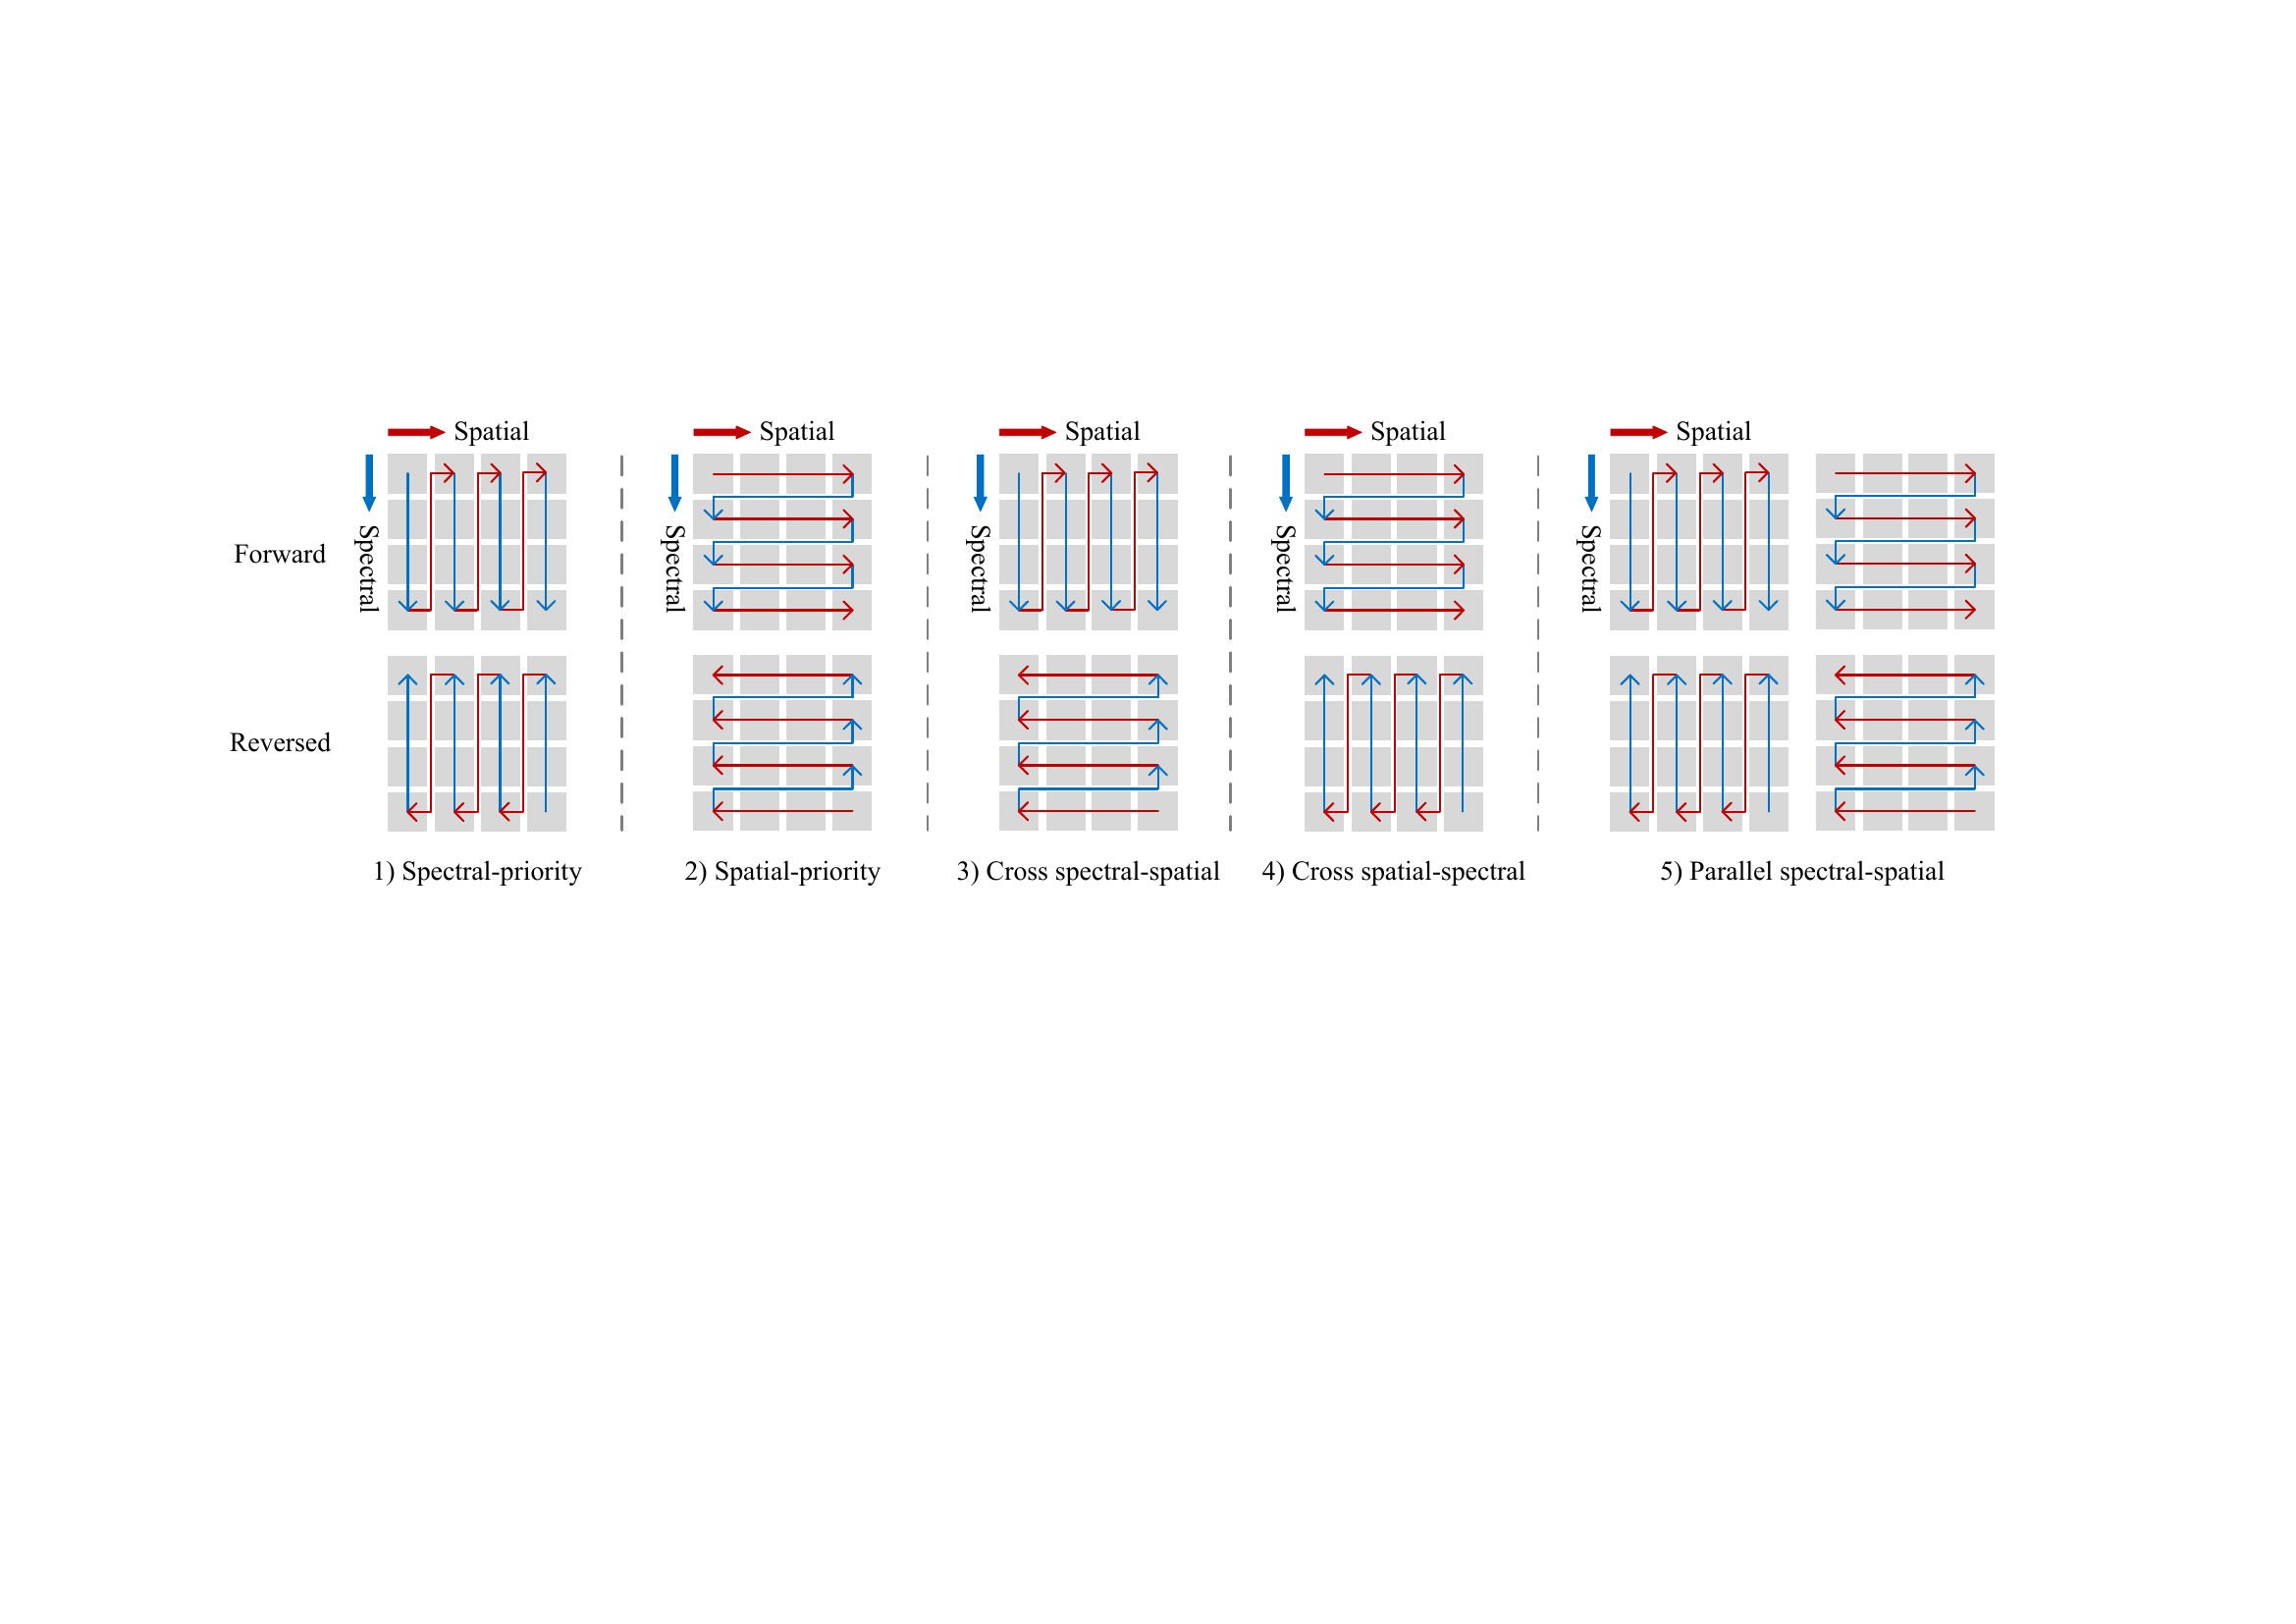 Spatial
Spatial
Spatial
Spatial
Spatial
Spectral
Spectral
Spectral
Spectral
Spectral
Forward
Reversed
1) Spectral-priority
2) Spatial-priority
3) Cross spectral-spatial
4) Cross spatial-spectral
5) Parallel spectral-spatial